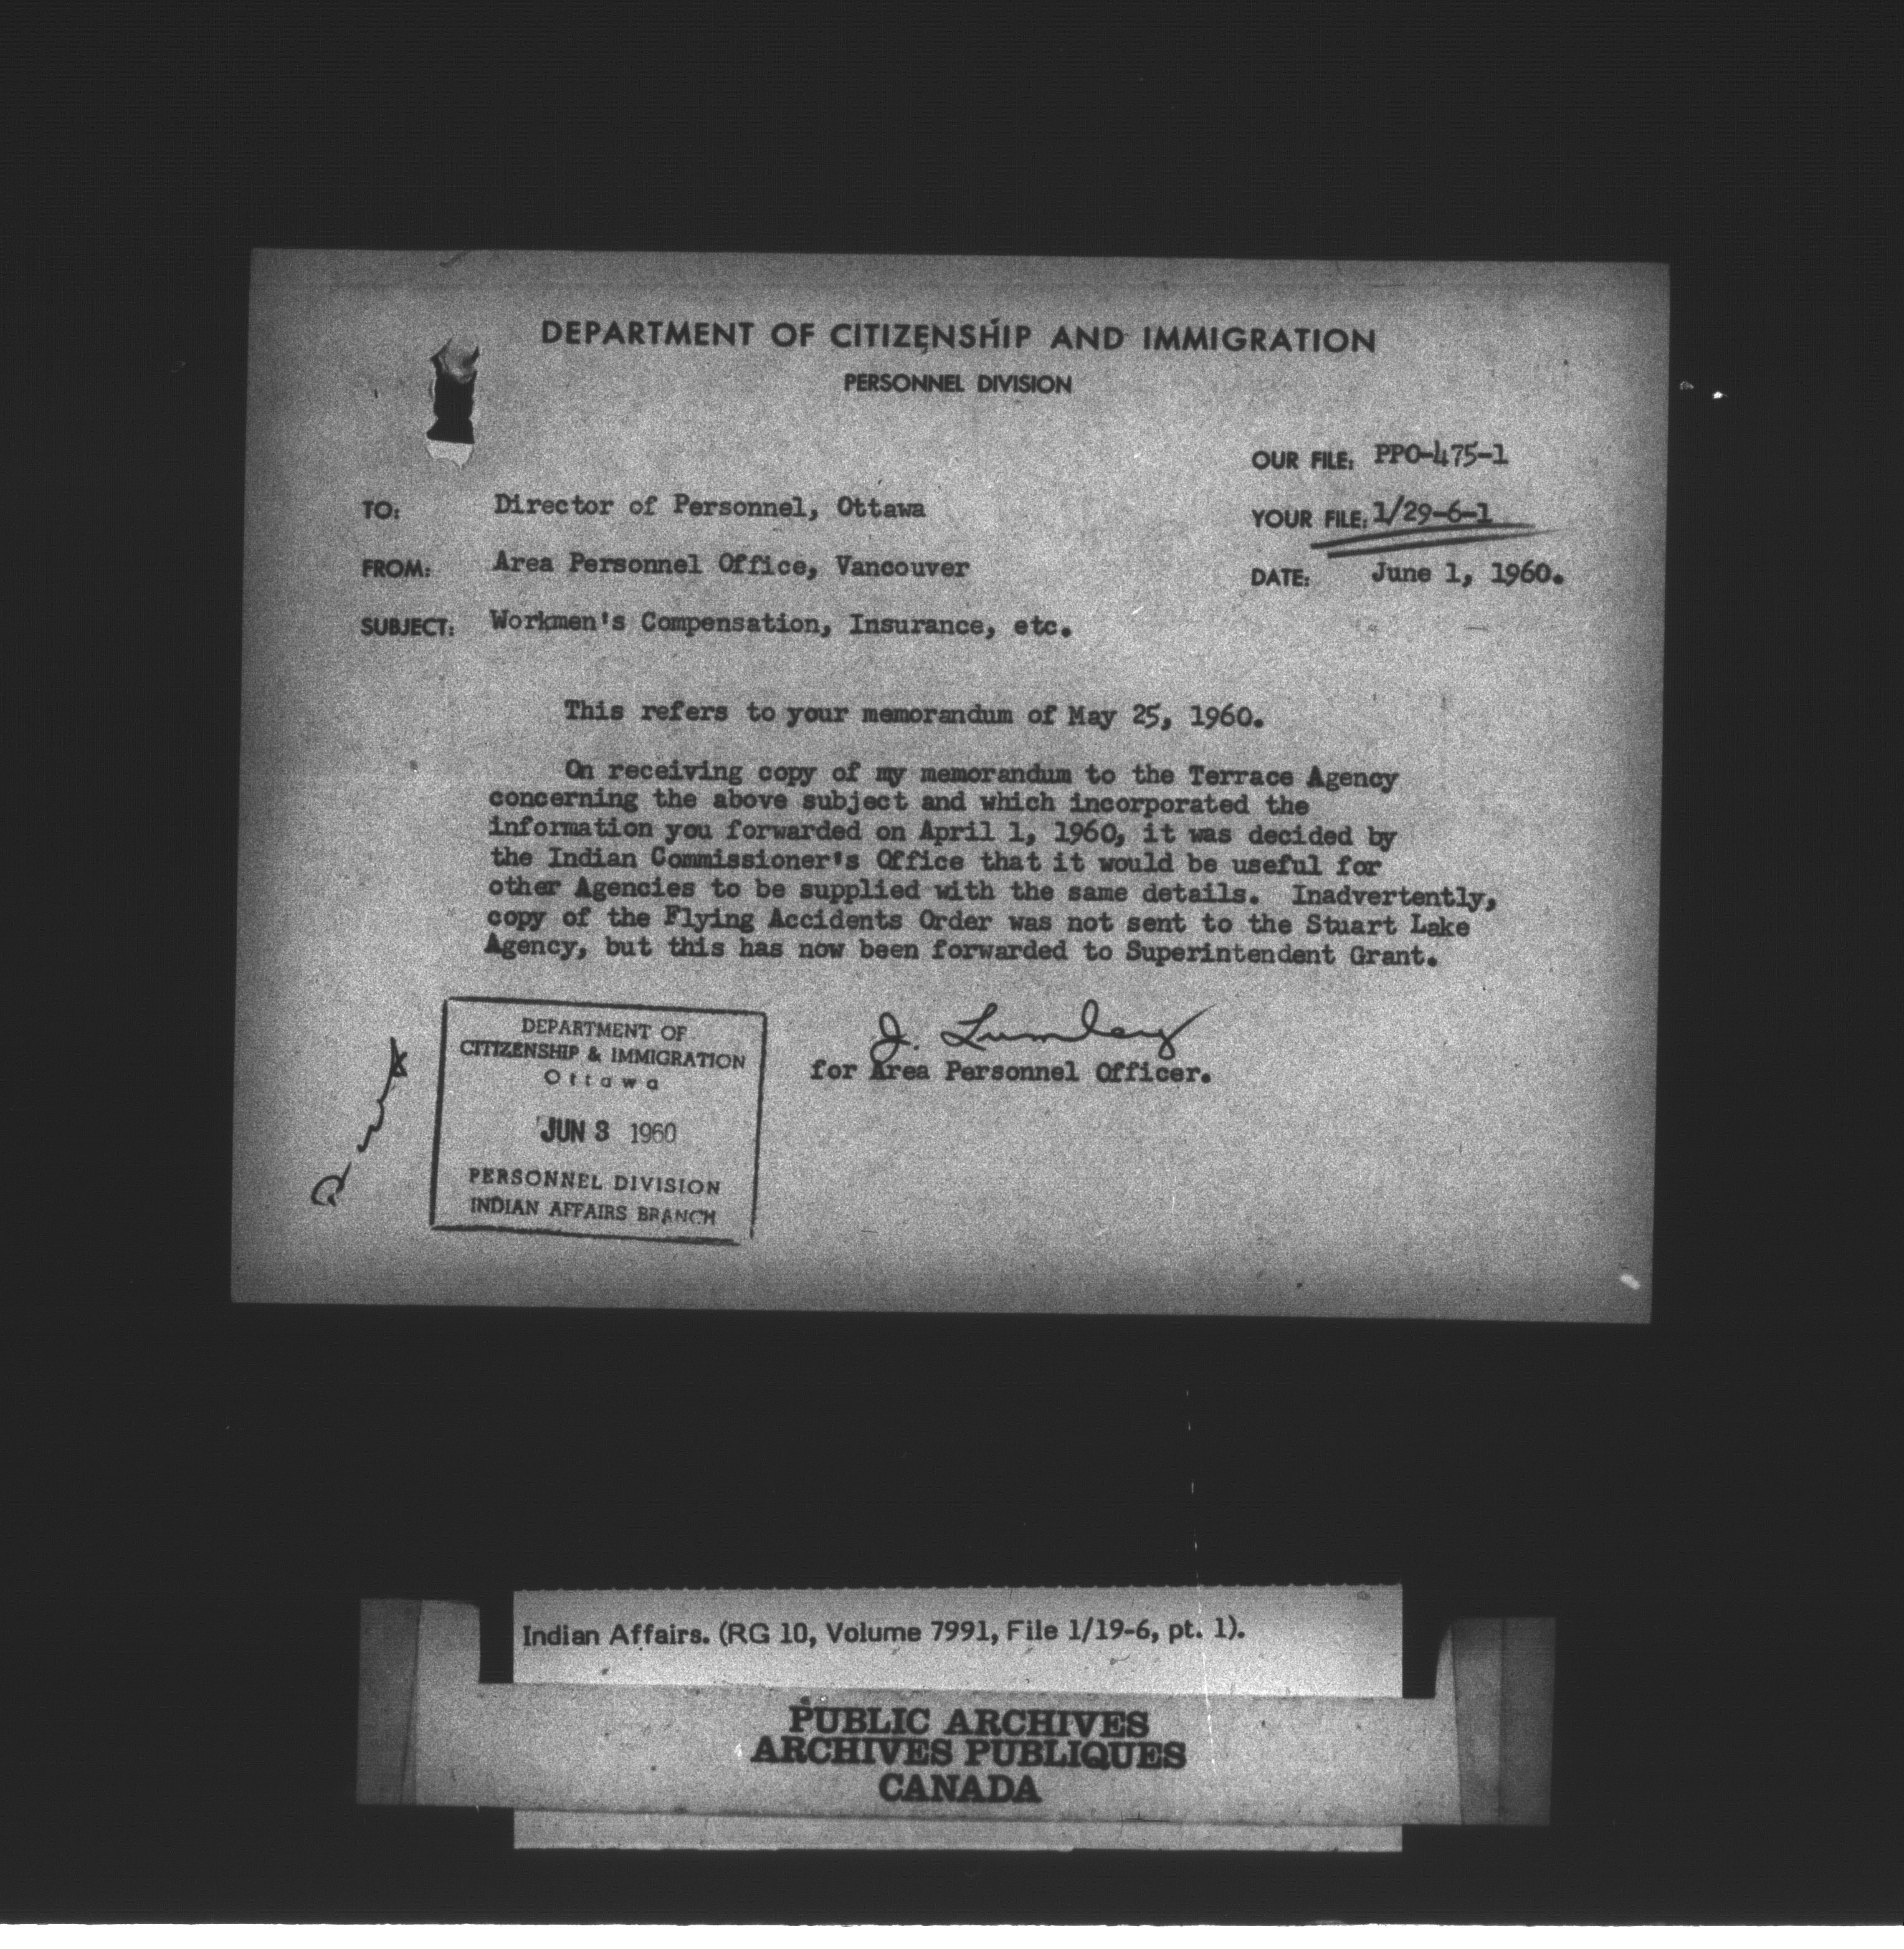 DEPARTMENT OF CITIZENSHIP AND IMMIGRATION
PERSONNEL DIVISION
OUR FILE: PPO-475-1
TO: Director of Personnel, Ottawa
YOUR FILE: 1/29-6-1
FROM: Area Personnel Office, Vancouver
DATE: June 1, 1960.
SUBJECT: Workmen's Compensation, Insurance, etc.
This refers to your memorandum of May 25, 1960.
On receiving copy of my memorandum to the Terrace Agency
concerning the above subject and which incorporated the
information you forwarded on April 1, 1960, it was decided by
the Indian Commissioner's Office that it would be useful for
other Agencies to be supplied with the same details. Inadvertently,
copy of the Flying Accidents Order was not sent to the Stuart Lake
Agency, but this has now been forwarded to Superintendent Grant.
J. Lumley
for Area Personnel Officer.
DEPARTMENT OF
CITIZENSHIP & IMMIGRATION
Ottawa
JUN 3 1960
PERSONNEL DIVISION
INDIAN AFFAIRS BRANCH
Indian Affairs. (RG 10, Volume 7991, File 1/19-6, pt. 1).
PUBLIC ARCHIVES
ARCHIVES PUBLIQUES
CANADA